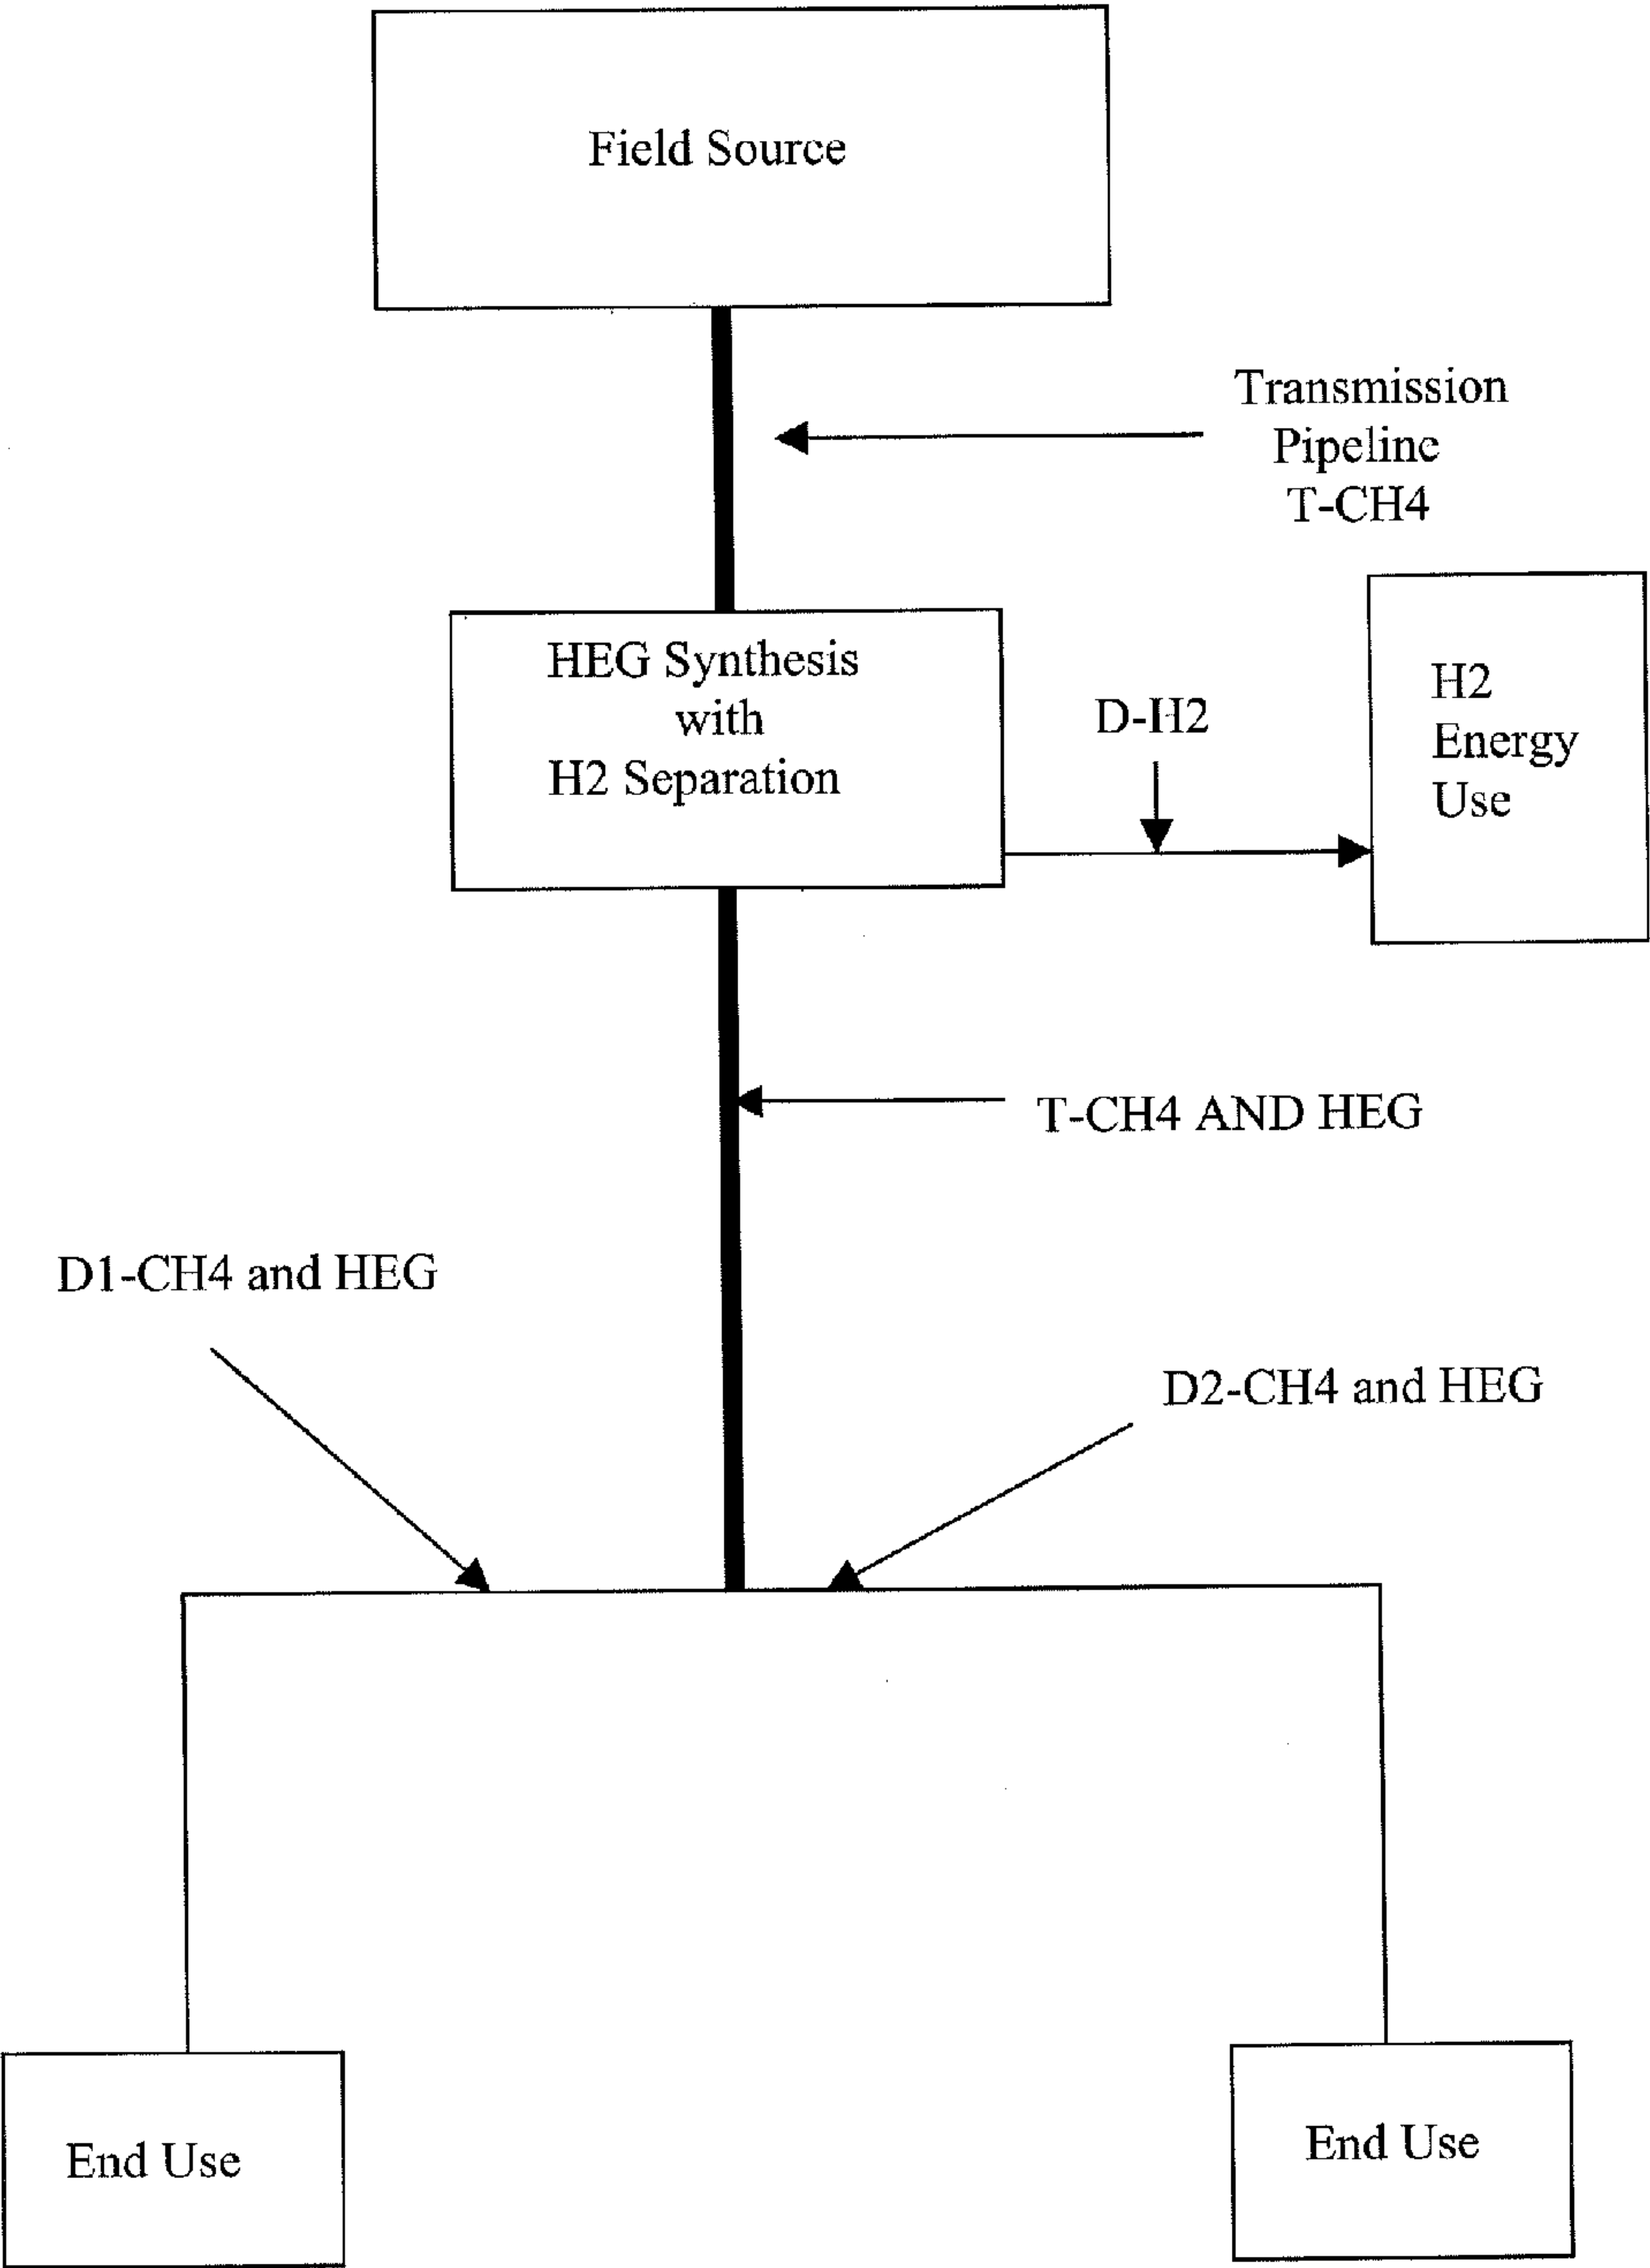 Field Source
Transmission
Pipeline
T-CH4
HEG Synthesis
with
H2 Separation
D-H2
H2
Energy
Use
T-CH4 AND HEG
D1-CH4 and HEG
D2-CH4 and HEG
End Use
End Use